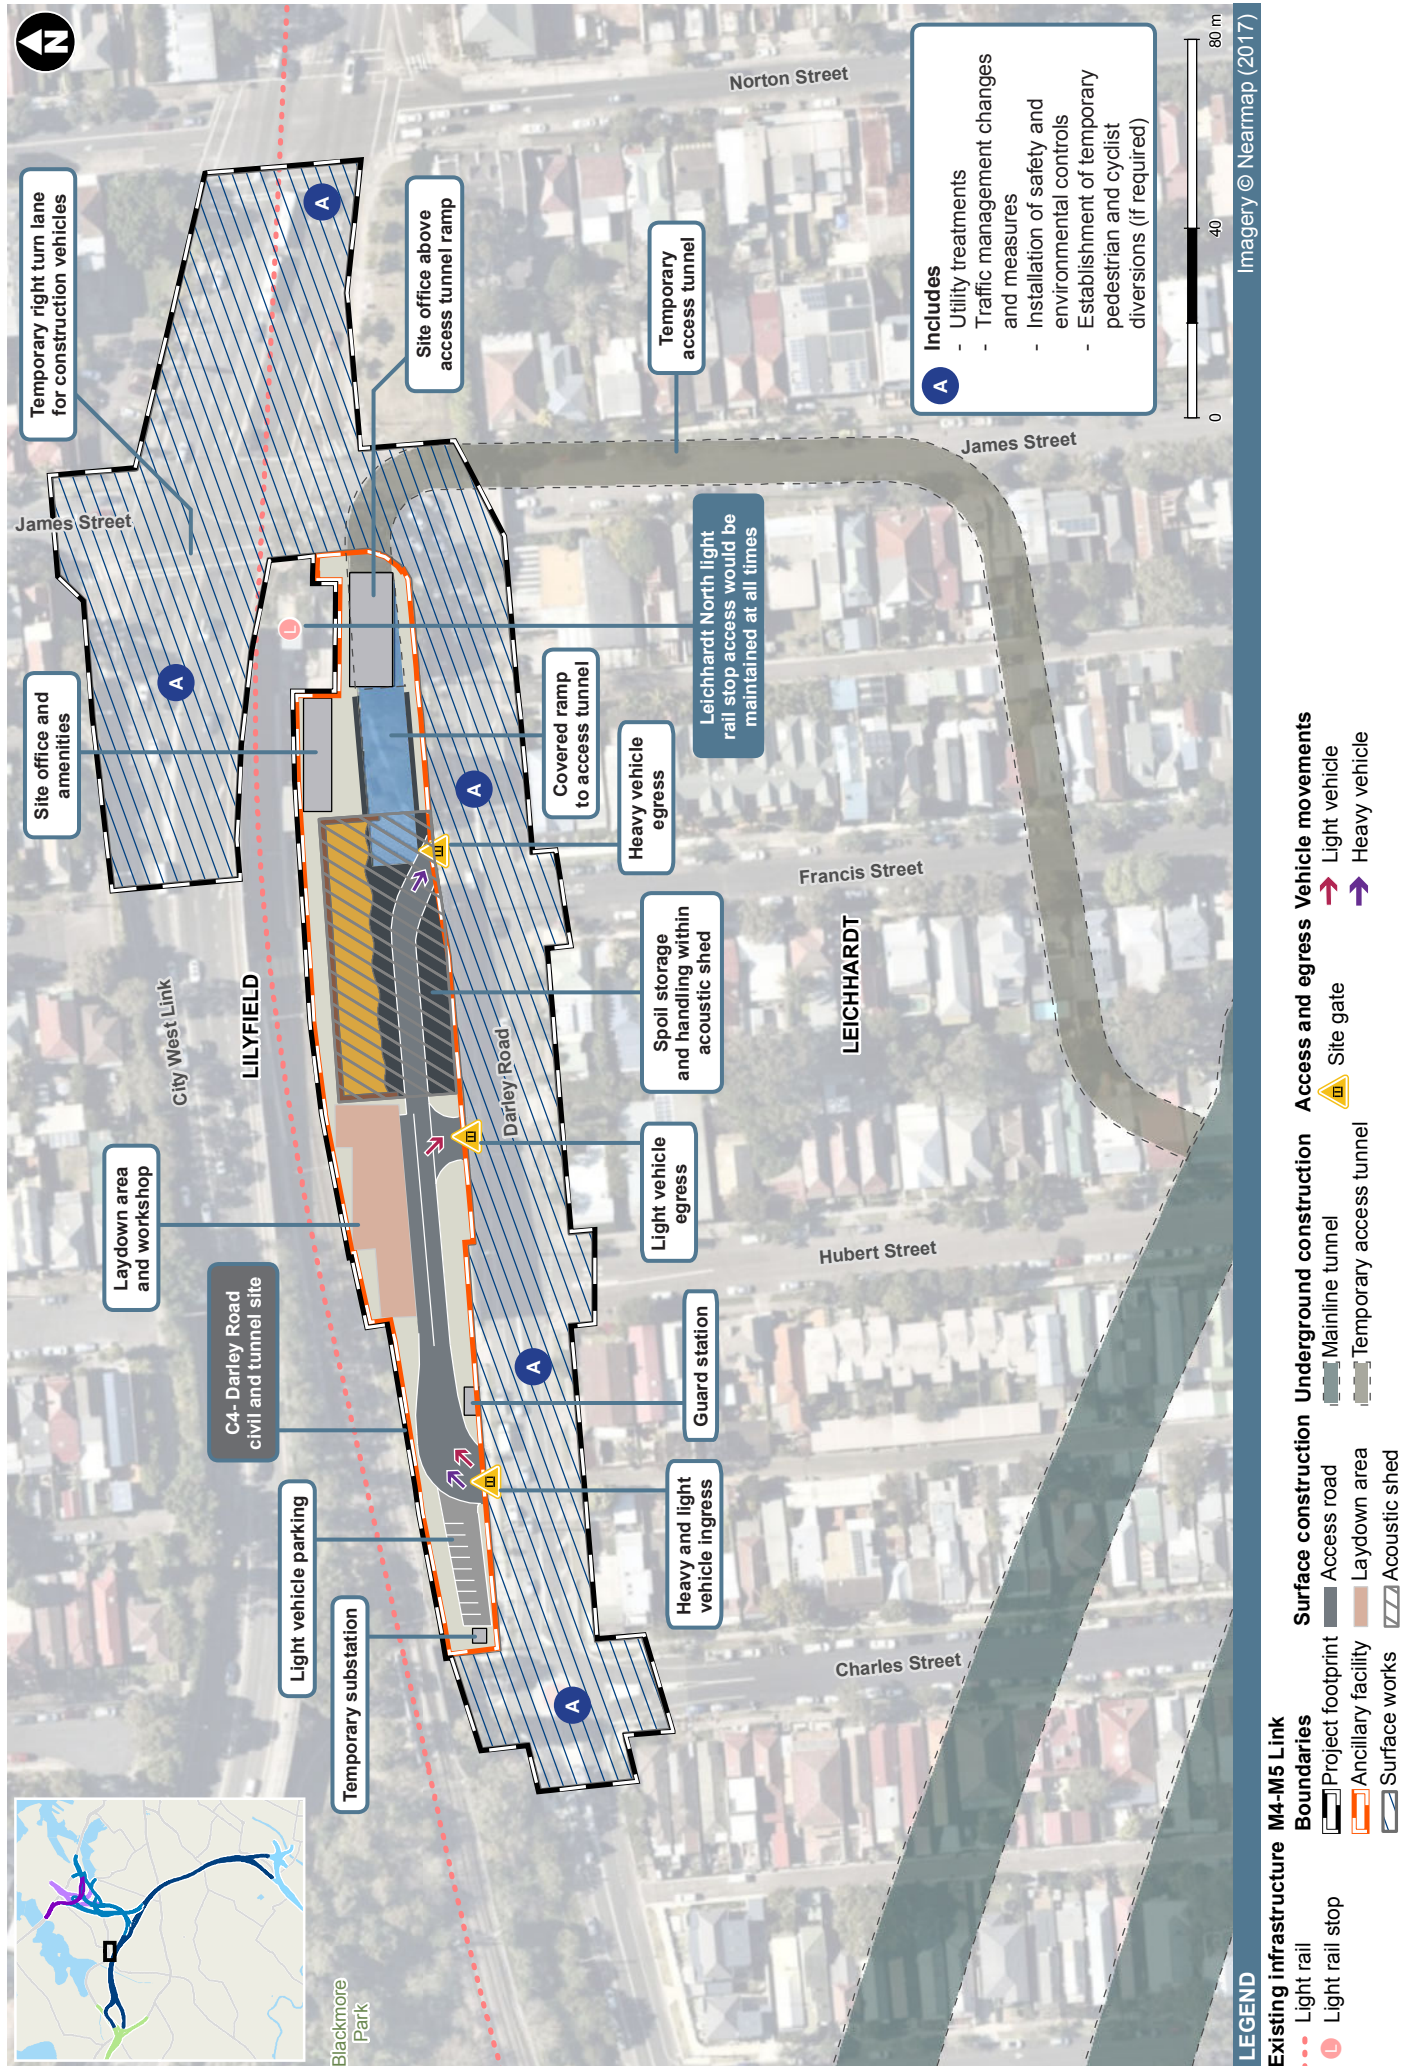 N
Temporary right turn lane
for construction vehicles
James Street
Site office and
amenities
A
A
L
Site office above
access tunnel ramp
Norton Street
Temporary
access tunnel
A Includes
- Utility treatments
- Traffic management changes
and measures
- Installation of safety and
environmental controls
- Establishment of temporary
pedestrian and cyclist
diversions (if required)
0 40 80 m
Imagery © Nearmap (2017)
James Street
Leichhardt North light
rail stop access would be
maintained at all times
Covered ramp
to access tunnel
A
Heavy vehicle
egress
Francis Street
City West Link
LILYFIELD
Spoil storage
and handling within
acoustic shed
LEICHHARDT
Darley Road
Laydown area
and workshop
Light vehicle
egress
Hubert Street
C4- Darley Road
civil and tunnel site
A
Guard station
Light vehicle parking
Heavy and light
vehicle ingress
Temporary substation
Charles Street
A
Blackmore
Park
LEGEND
Existing infrastructure
Light rail
L Light rail stop
M4-M5 Link
Boundaries
Project footprint
Ancillary facility
Surface works
Surface construction
Access road
Laydown area
Acoustic shed
Underground construction
Mainline tunnel
Temporary access tunnel
Access and egress
Site gate
Vehicle movements
Light vehicle
Heavy vehicle